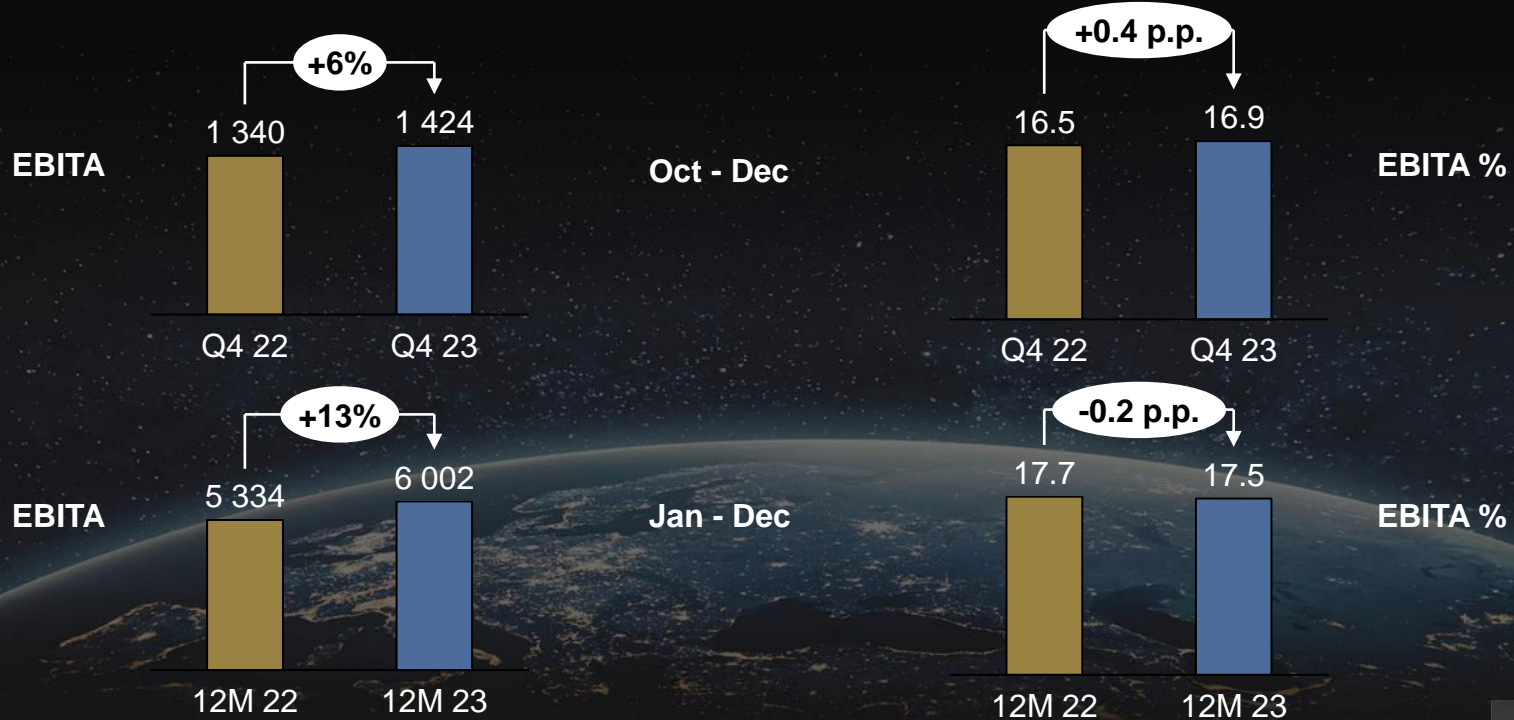 +6%
1 340
1 424
EBITA
Q4 22
Q4 23
Oct - Dec
+0.4 p.p.
16.5
16.9
EBITA %
Q4 22
Q4 23
+13%
5 334
6 002
EBITA
12M 22
12M 23
Jan - Dec
-0.2 p.p.
17.7
17.5
EBITA %
12M 22
12M 23